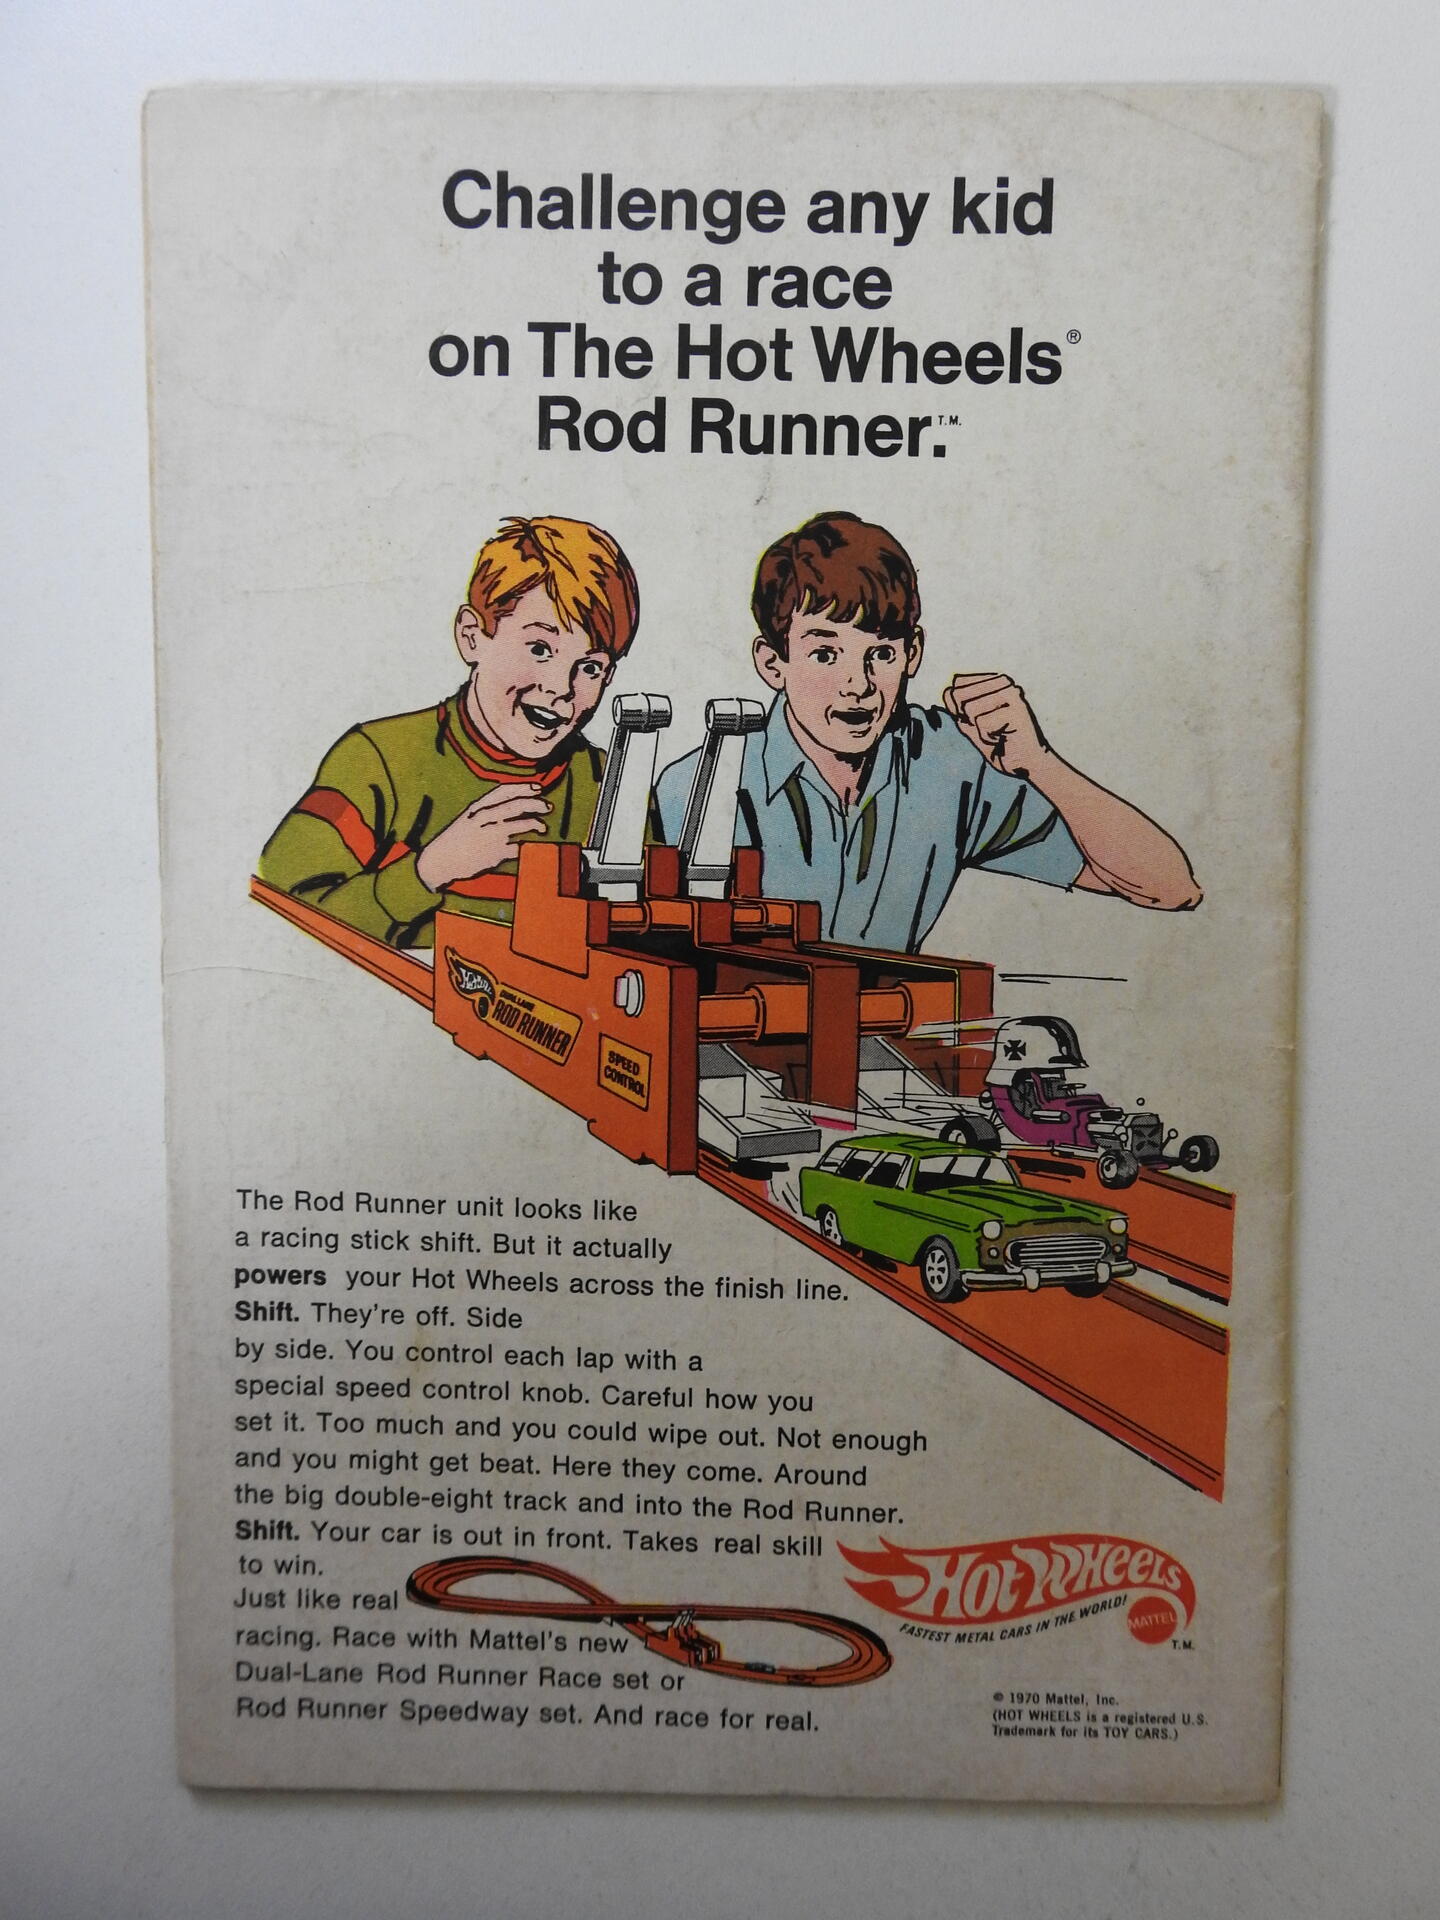 Challenge any kid
to a race
on The Hot Wheels®
Rod Runner.T.M.
HOT WHEELS
DUAL LANE
ROD RUNNER
SPEED
CONTROL
The Rod Runner unit looks like
a racing stick shift. But it actually
powers your Hot Wheels across the finish line.
Shift. They're off. Side
by side. You control each lap with a
special speed control knob. Careful how you
set it. Too much and you could wipe out. Not enough
and you might get beat. Here they come. Around
the big double-eight track and into the Rod Runner.
Shift. Your car is out in front. Takes real skill
to win.
Just like real
racing. Race with Mattel's new
Dual-Lane Rod Runner Race set or
Rod Runner Speedway set. And race for real.
HOT WHEELS
FASTEST METAL CARS IN THE WORLD!
MATTEL
T.M.
© 1970 Mattel, Inc.
(HOT WHEELS is a registered U.S.
Trademark for its TOY CARS.)